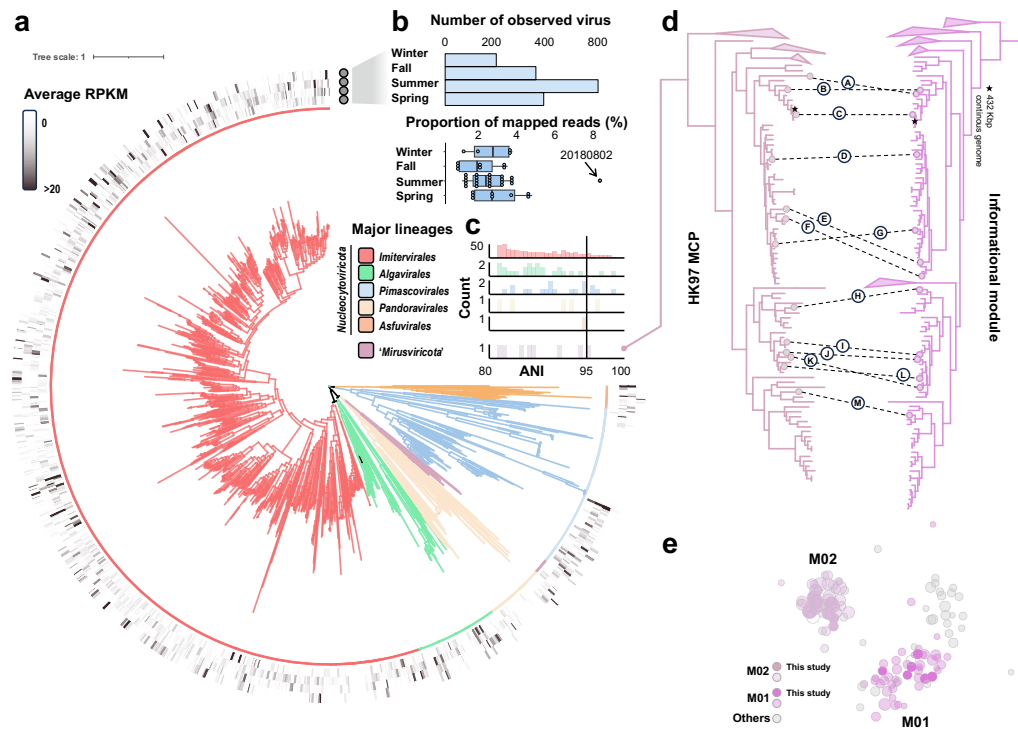 a
Tree scale: 1
Average RPKM
0
>20
b
Number of observed virus
0 200 400 800
Winter
Fall
Summer
Spring
Proportion of mapped reads (%)
2 4 6 8
Winter
Fall
Summer
Spring
20180802
Major lineages
Nucleocytoviricota
Imitervirales
Algavirales
Pimascovirales
Pandoravirales
Asfuvirales
'Mirusviricota'
c
Count
50
2
2
1
1
1
80 95 100
ANI
d
HK97 MCP
Informational module
★ 432 Kbp
continous genome
A
B
C
D
E
F
G
H
I
J
K
L
M
e
M02
M01
M02
This study
M01
This study
Others